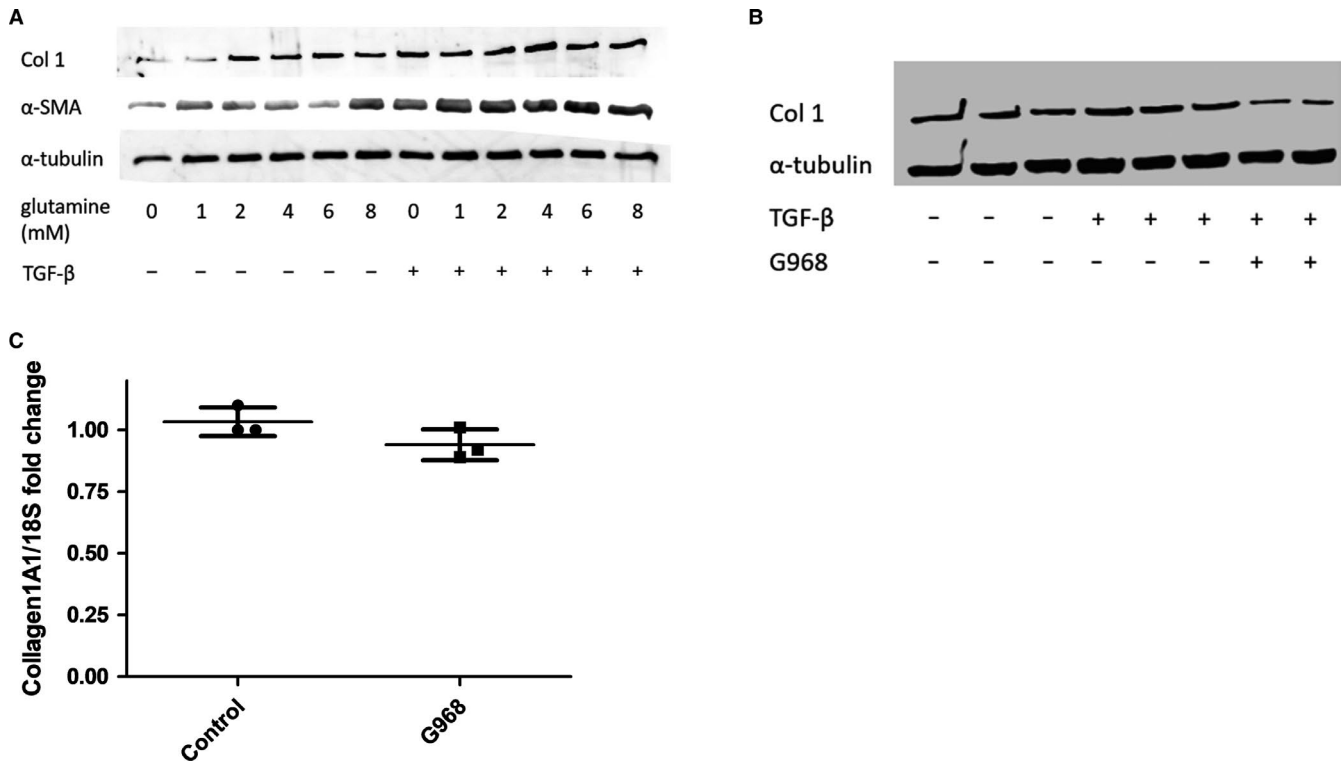 A
Col 1
α-SMA
α-tubulin
glutamine
(mM)
0 1 2 4 6 8 0 1 2 4 6 8
TGF-β − − − − − − + + + + + +
B
Col 1
α-tubulin
TGF-β − − − + + + + +
G968 − − − − − − + +
C
Collagen1A1/18S fold change
1.00
0.75
0.50
0.25
0.00
Control
G968